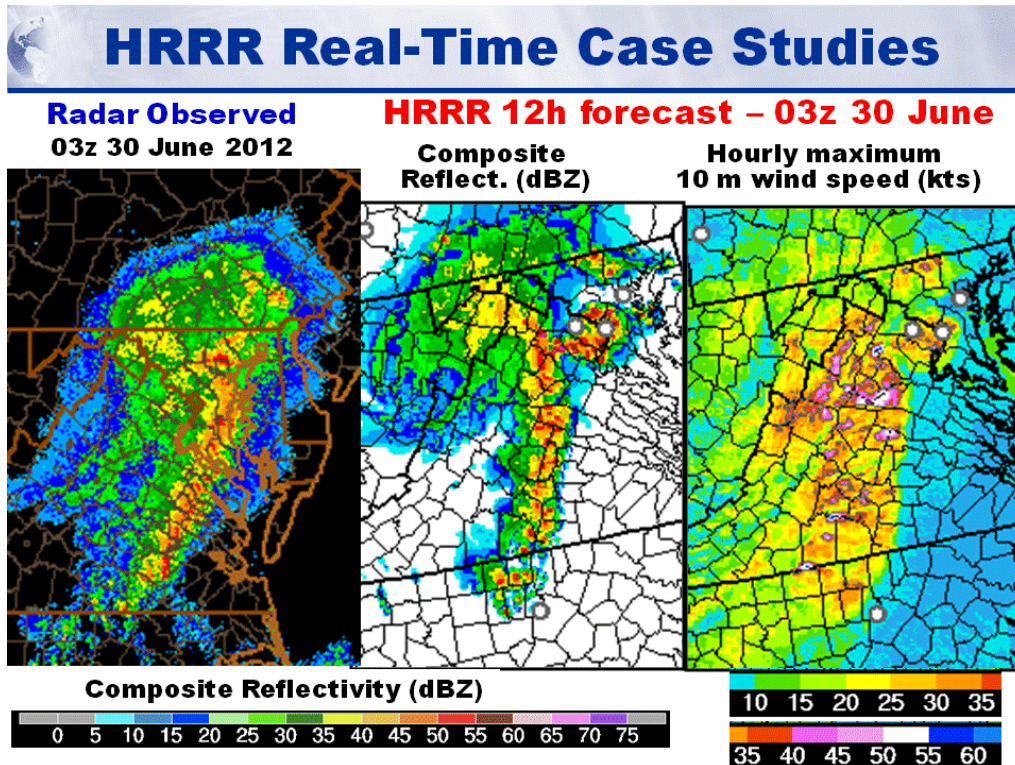 HRRR Real-Time Case Studies
Radar Observed
03z 30 June 2012
HRRR 12h forecast – 03z 30 June
Composite
Reflect. (dBZ)
Hourly maximum
10 m wind speed (kts)
Composite Reflectivity (dBZ)
0 5 10 15 20 25 30 35 40 45 50 55 60 65 70 75
10 15 20 25 30 35
35 40 45 50 55 60